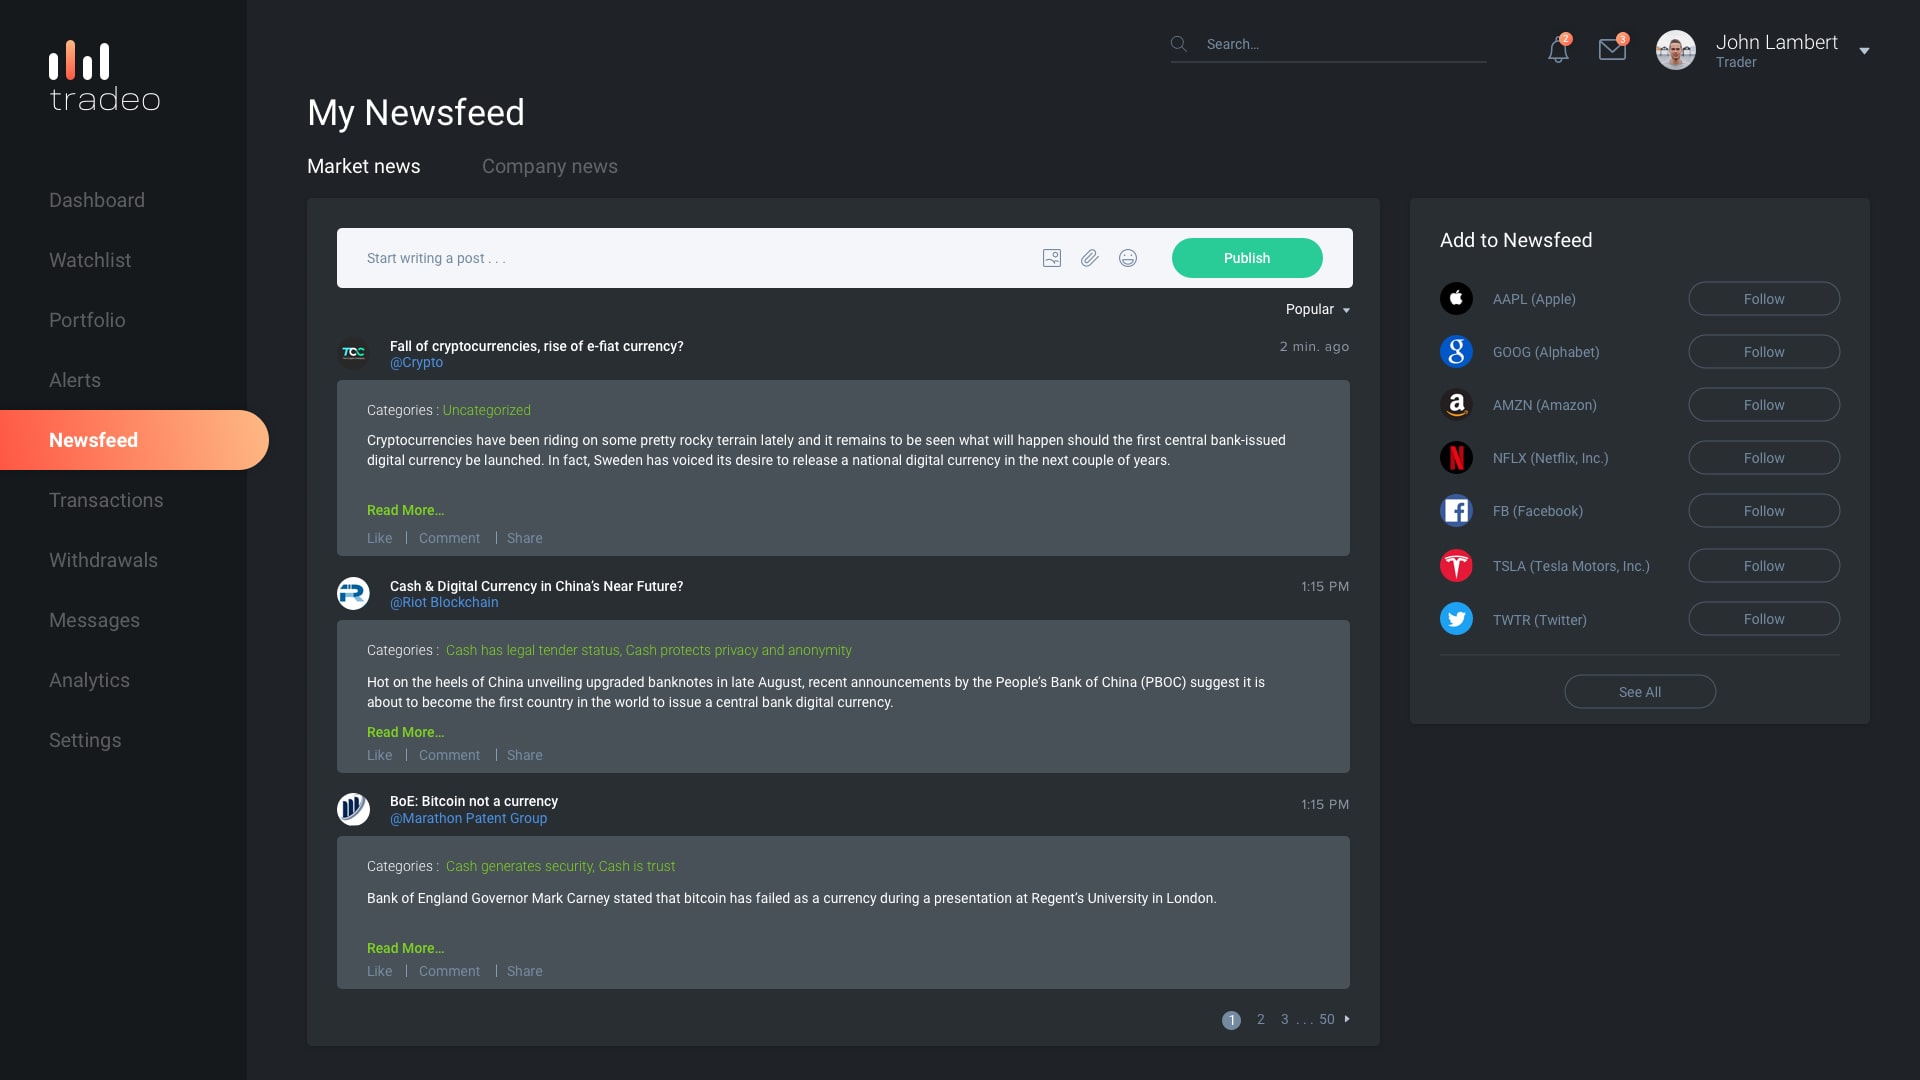 tradeo
Search...
2
3
John Lambert
Trader
My Newsfeed
Market news
Company news
Dashboard
Watchlist
Portfolio
Alerts
Newsfeed
Transactions
Withdrawals
Messages
Analytics
Settings
Start writing a post . . .
Publish
Popular
TCC
Fall of cryptocurrencies, rise of e-fiat currency?
2 min. ago
@Crypto
Categories : Uncategorized
Cryptocurrencies have been riding on some pretty rocky terrain lately and it remains to be seen what will happen should the first central bank-issued
digital currency be launched. In fact, Sweden has voiced its desire to release a national digital currency in the next couple of years.
Read More...
Like | Comment | Share
Cash & Digital Currency in China’s Near Future?
1:15 PM
@Riot Blockchain
Categories : Cash has legal tender status, Cash protects privacy and anonymity
Hot on the heels of China unveiling upgraded banknotes in late August, recent announcements by the People’s Bank of China (PBOC) suggest it is
about to become the first country in the world to issue a central bank digital currency.
Read More...
Like | Comment | Share
BoE: Bitcoin not a currency
1:15 PM
@Marathon Patent Group
Categories : Cash generates security, Cash is trust
Bank of England Governor Mark Carney stated that bitcoin has failed as a currency during a presentation at Regent’s University in London.
Read More...
Like | Comment | Share
1 2 3 . . . 50
Add to Newsfeed
AAPL (Apple) Follow
g GOOG (Alphabet) Follow
a AMZN (Amazon) Follow
N NFLX (Netflix, Inc.) Follow
f FB (Facebook) Follow
TSLA (Tesla Motors, Inc.) Follow
TWTR (Twitter) Follow
See All